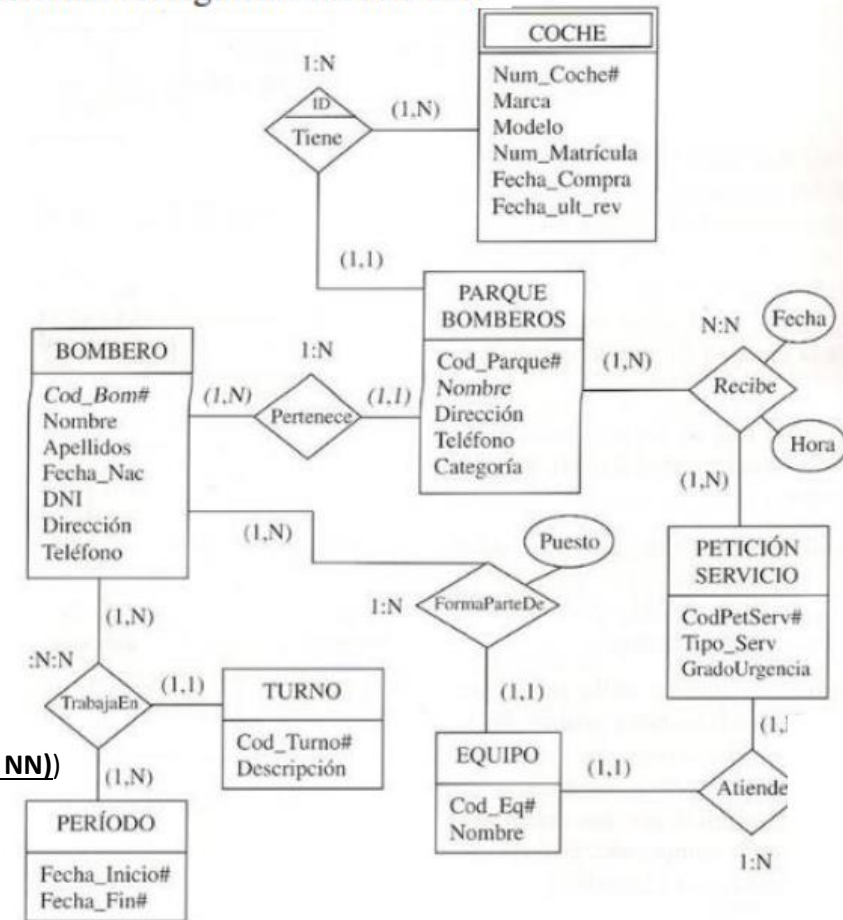 COCHE
Num_Coche#
Marca
Modelo
Num_Matrícula
Fecha_Compra
Fecha_ult_rev
1:N
ID
Tiene
(1,N)
(1,1)
PARQUE
BOMBEROS
Cod_Parque#
Nombre
Dirección
Teléfono
Categoría
BOMBERO
Cod_Bom#
Nombre
Apellidos
Fecha_Nac
DNI
Dirección
Teléfono
1:N
(1,N)
Pertenece
(1,1)
N:N
Fecha
(1,N)
Recibe
Hora
(1,N)
PETICIÓN
SERVICIO
CodPetServ#
Tipo_Serv
GradoUrgencia
(1,N)
Puesto
1:N
FormaParteDe
(1,1)
(1,N)
:N:N
TrabajaEn
(1,1)
TURNO
Cod_Turno#
Descripción
NN))
(1,N)
PERÍODO
Fecha_Inicio#
Fecha_Fin#
EQUIPO
Cod_Eq#
Nombre
(1,1)
Atiende
1:N